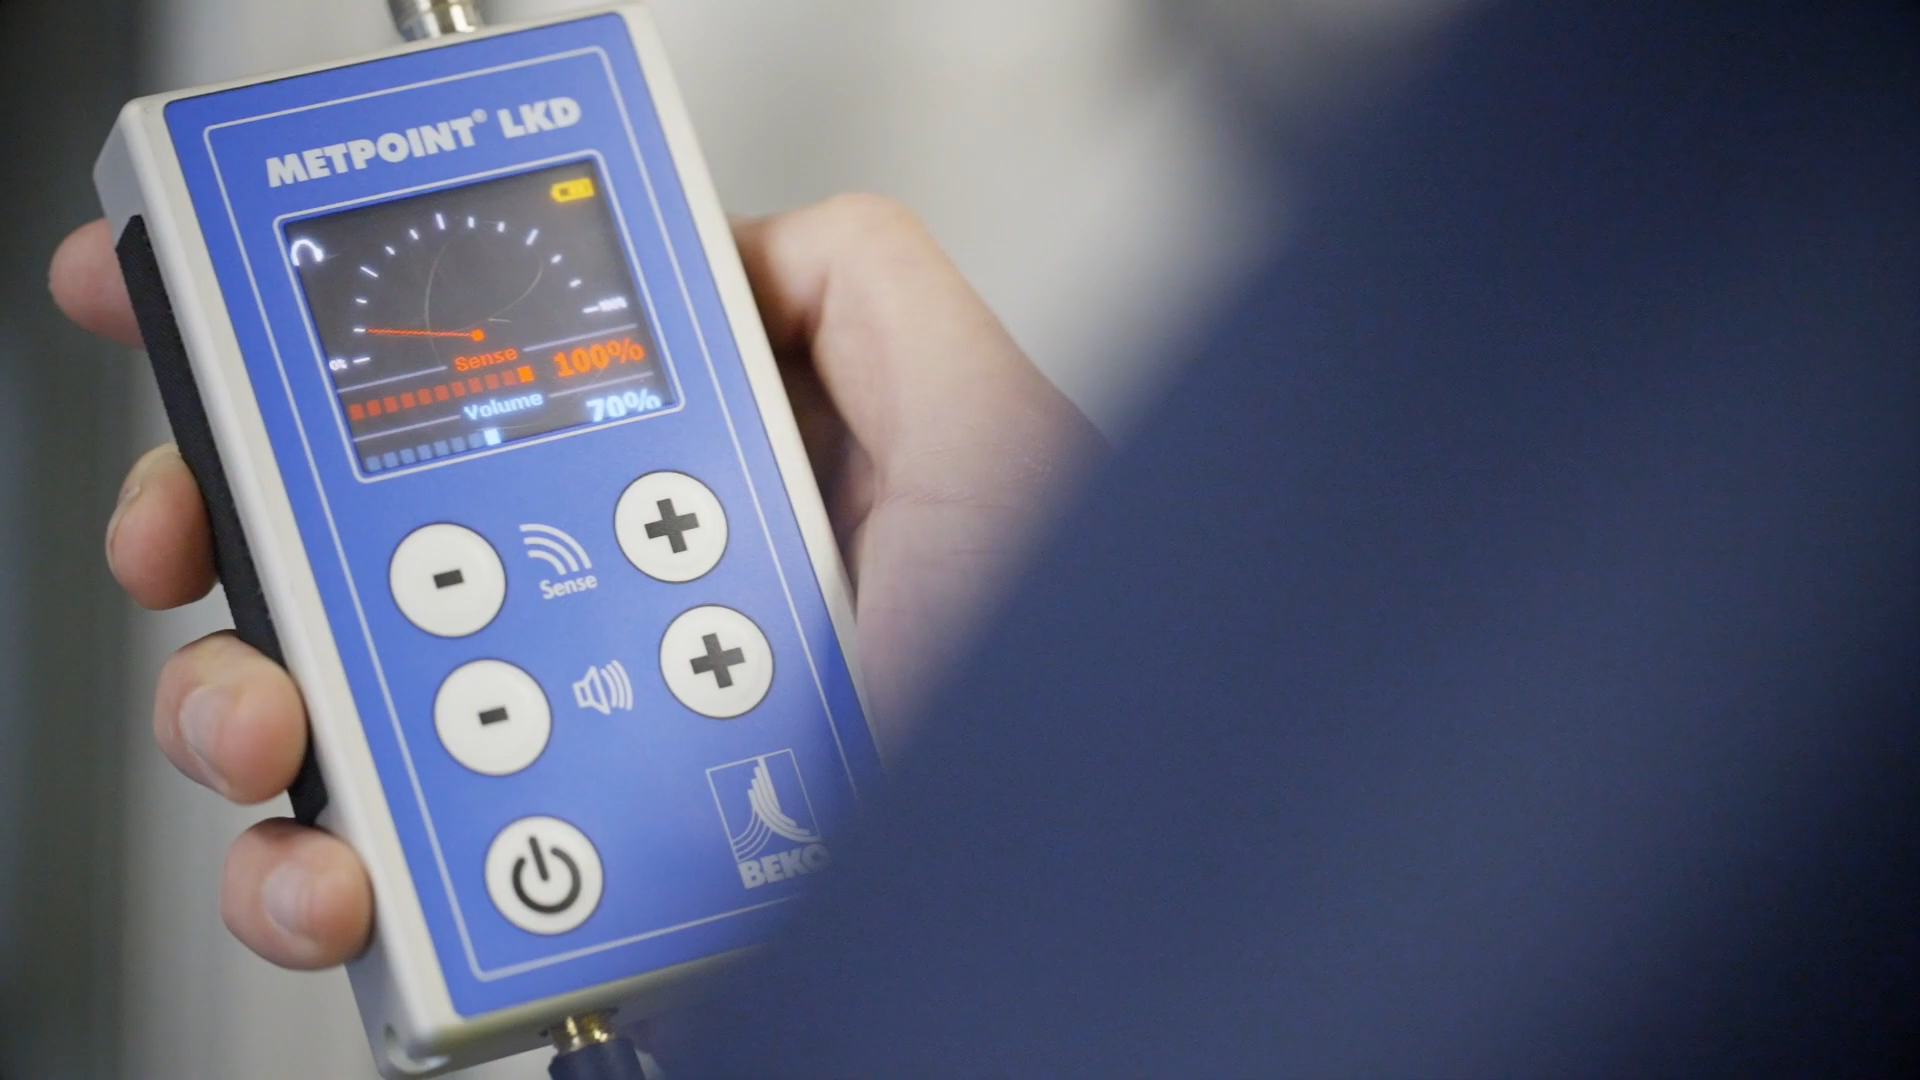 METPOINT® LKD
Sense 100%
Volume 70%
Sense
BEKO